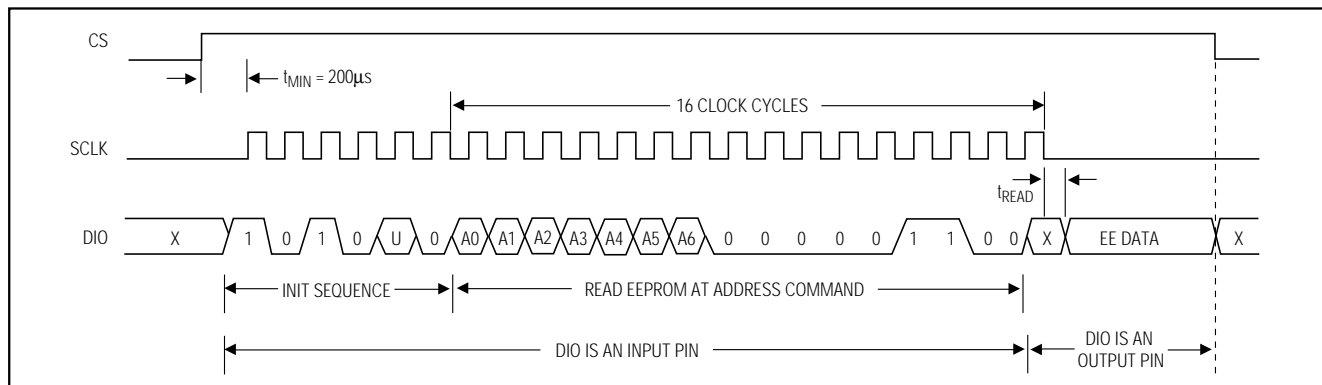 CS
tMIN = 200μs
16 CLOCK CYCLES
SCLK
tREAD
DIO X 1 0 1 0 U 0 A0 A1 A2 A3 A4 A5 A6 0 0 0 0 0 1 1 0 0 X EE DATA X
INIT SEQUENCE READ EEPROM AT ADDRESS COMMAND
DIO IS AN INPUT PIN DIO IS AN
OUTPUT PIN